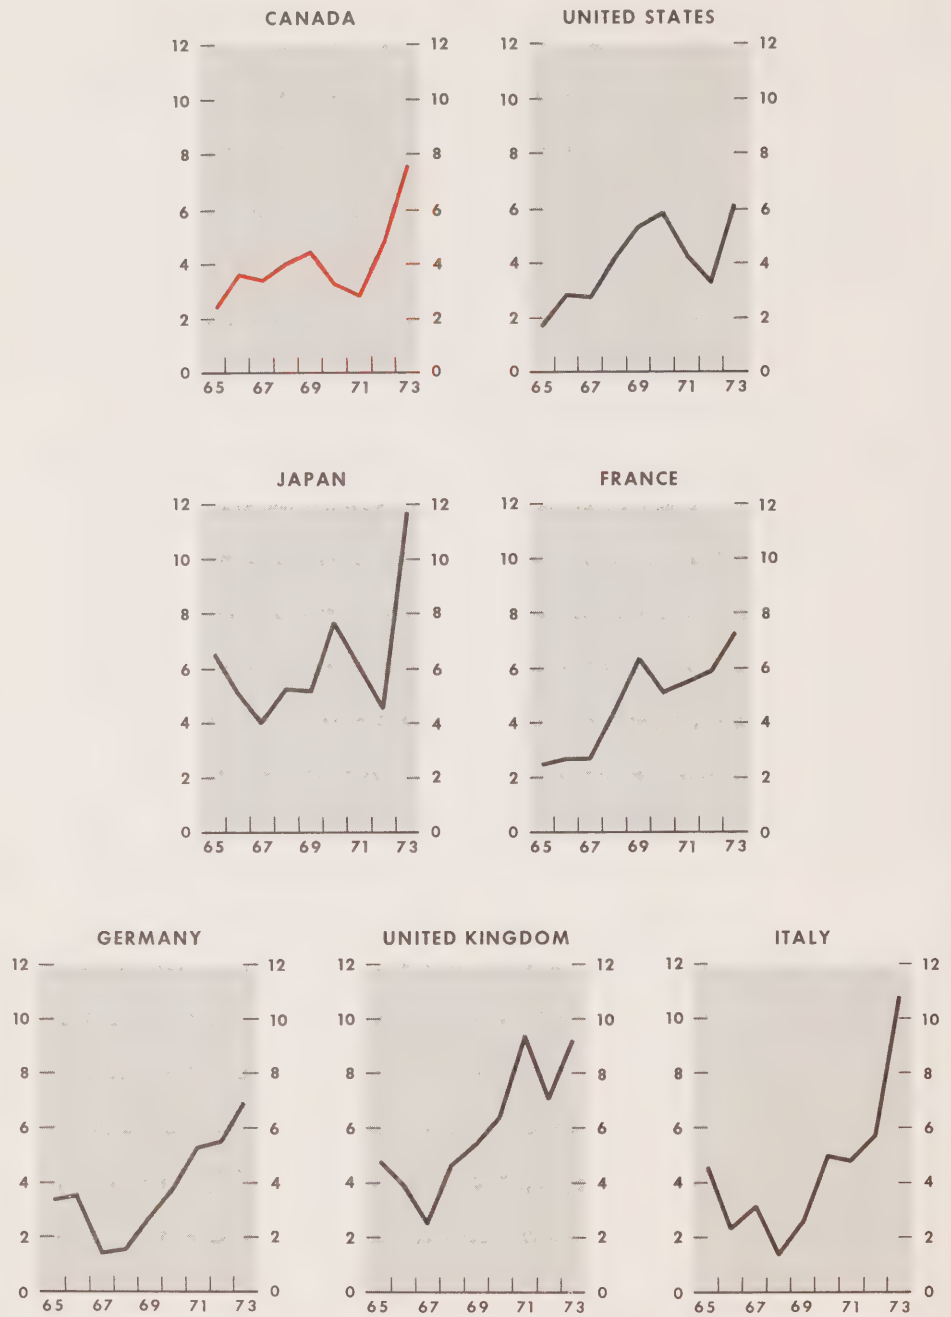 CANADA
UNITED STATES
12 12 12 12
10 10 10 10
8 8 8 8
6 6 6 6
4 4 4 4
2 2 2 2
0 0 0 0
65 67 69 71 73 65 67 69 71 73
JAPAN
FRANCE
12 12 12 12
10 10 10 10
8 8 8 8
6 6 6 6
4 4 4 4
2 2 2 2
0 0 0 0
65 67 69 71 73 65 67 69 71 73
GERMANY
UNITED KINGDOM
ITALY
12 12 12 12 12 12
10 10 10 10 10 10
8 8 8 8 8 8
6 6 6 6 6 6
4 4 4 4 4 4
2 2 2 2 2 2
0 0 0 0 0 0
65 67 69 71 73 65 67 69 71 73 65 67 69 71 73